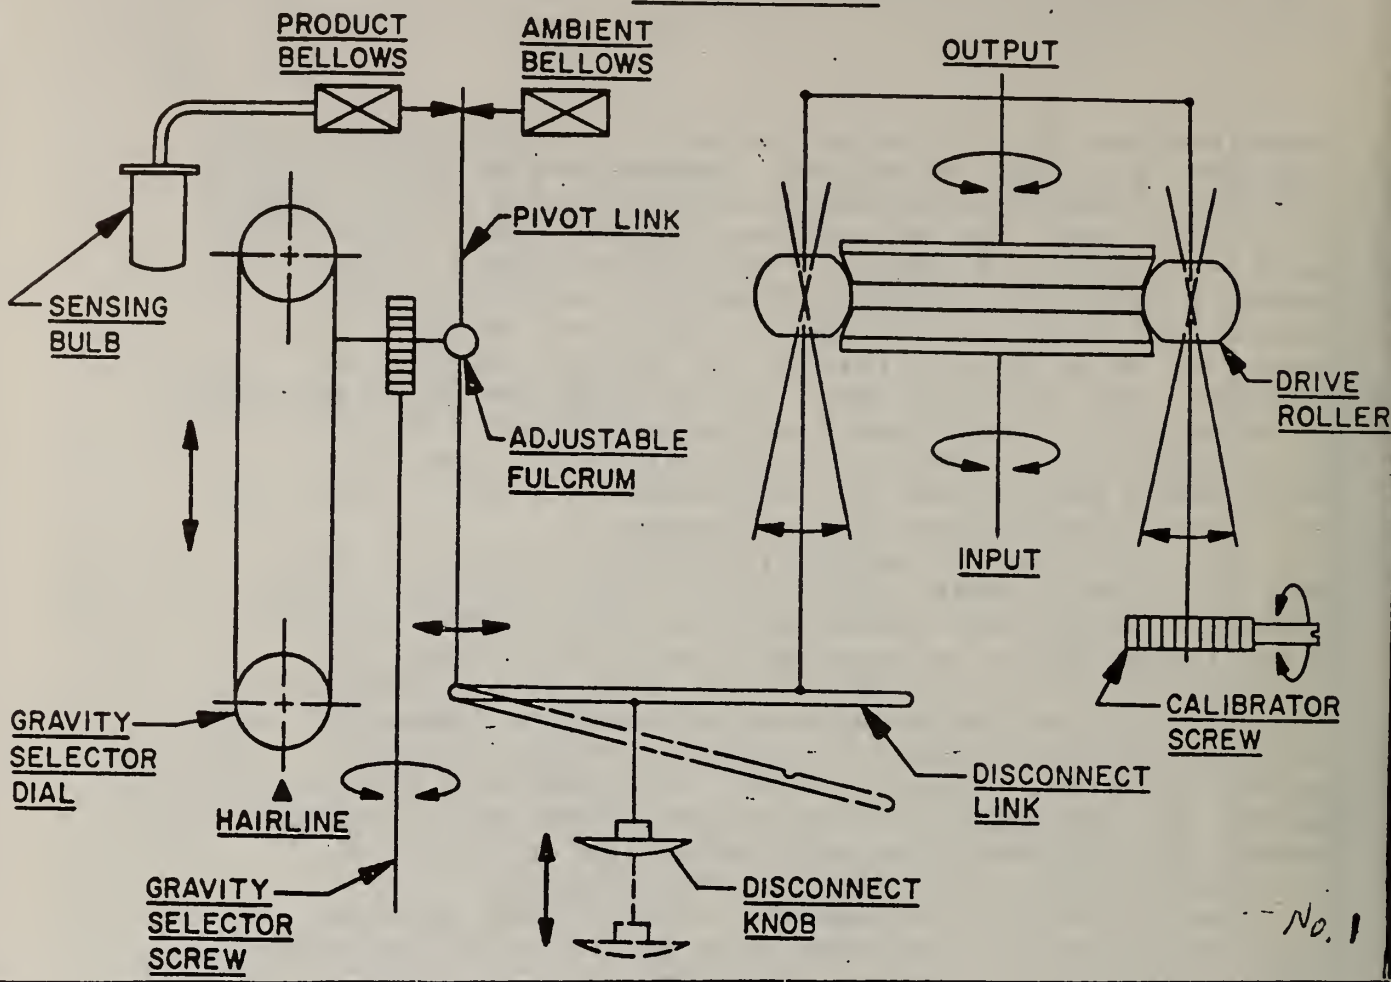 PRODUCT
BELLOWS
AMBIENT
BELLOWS
OUTPUT
PIVOT LINK
SENSING
BULB
DRIVE
ROLLER
ADJUSTABLE
FULCRUM
INPUT
GRAVITY
SELECTOR
DIAL
HAIRLINE
CALIBRATOR
SCREW
DISCONNECT
LINK
GRAVITY
SELECTOR
SCREW
DISCONNECT
KNOB
No. 1